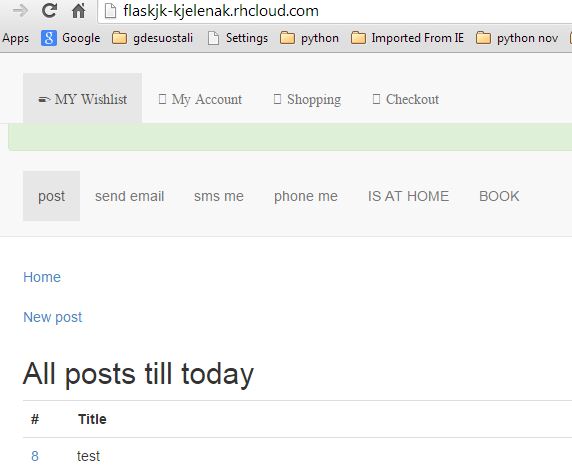 flaskjk-kjelenak.rhcloud.com
Apps Google gdesuostali Settings python Imported From IE python nov
MY Wishlist My Account Shopping Checkout
post send email sms me phone me IS AT HOME BOOK
Home
New post
All posts till today
# Title
8 test